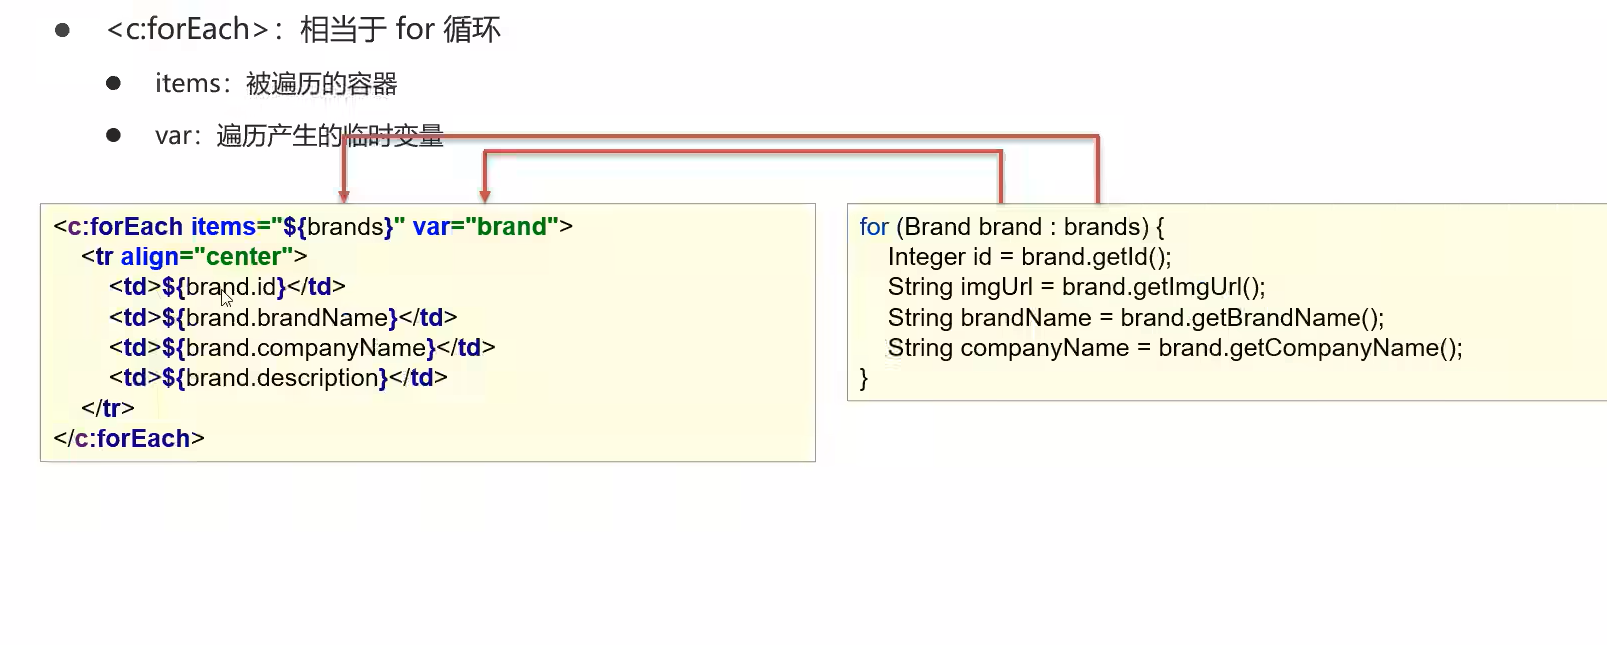 <c:forEach>：相当于 for 循环
items：被遍历的容器
var：遍历产生的临时变量
<c:forEach items="${brands}" var="brand">
<tr align="center">
<td>${brand.id}</td>
<td>${brand.brandName}</td>
<td>${brand.companyName}</td>
<td>${brand.description}</td>
</tr>
</c:forEach>
for (Brand brand : brands) {
Integer id = brand.getId();
String imgUrl = brand.getImgUrl();
String brandName = brand.getBrandName();
String companyName = brand.getCompanyName();
}